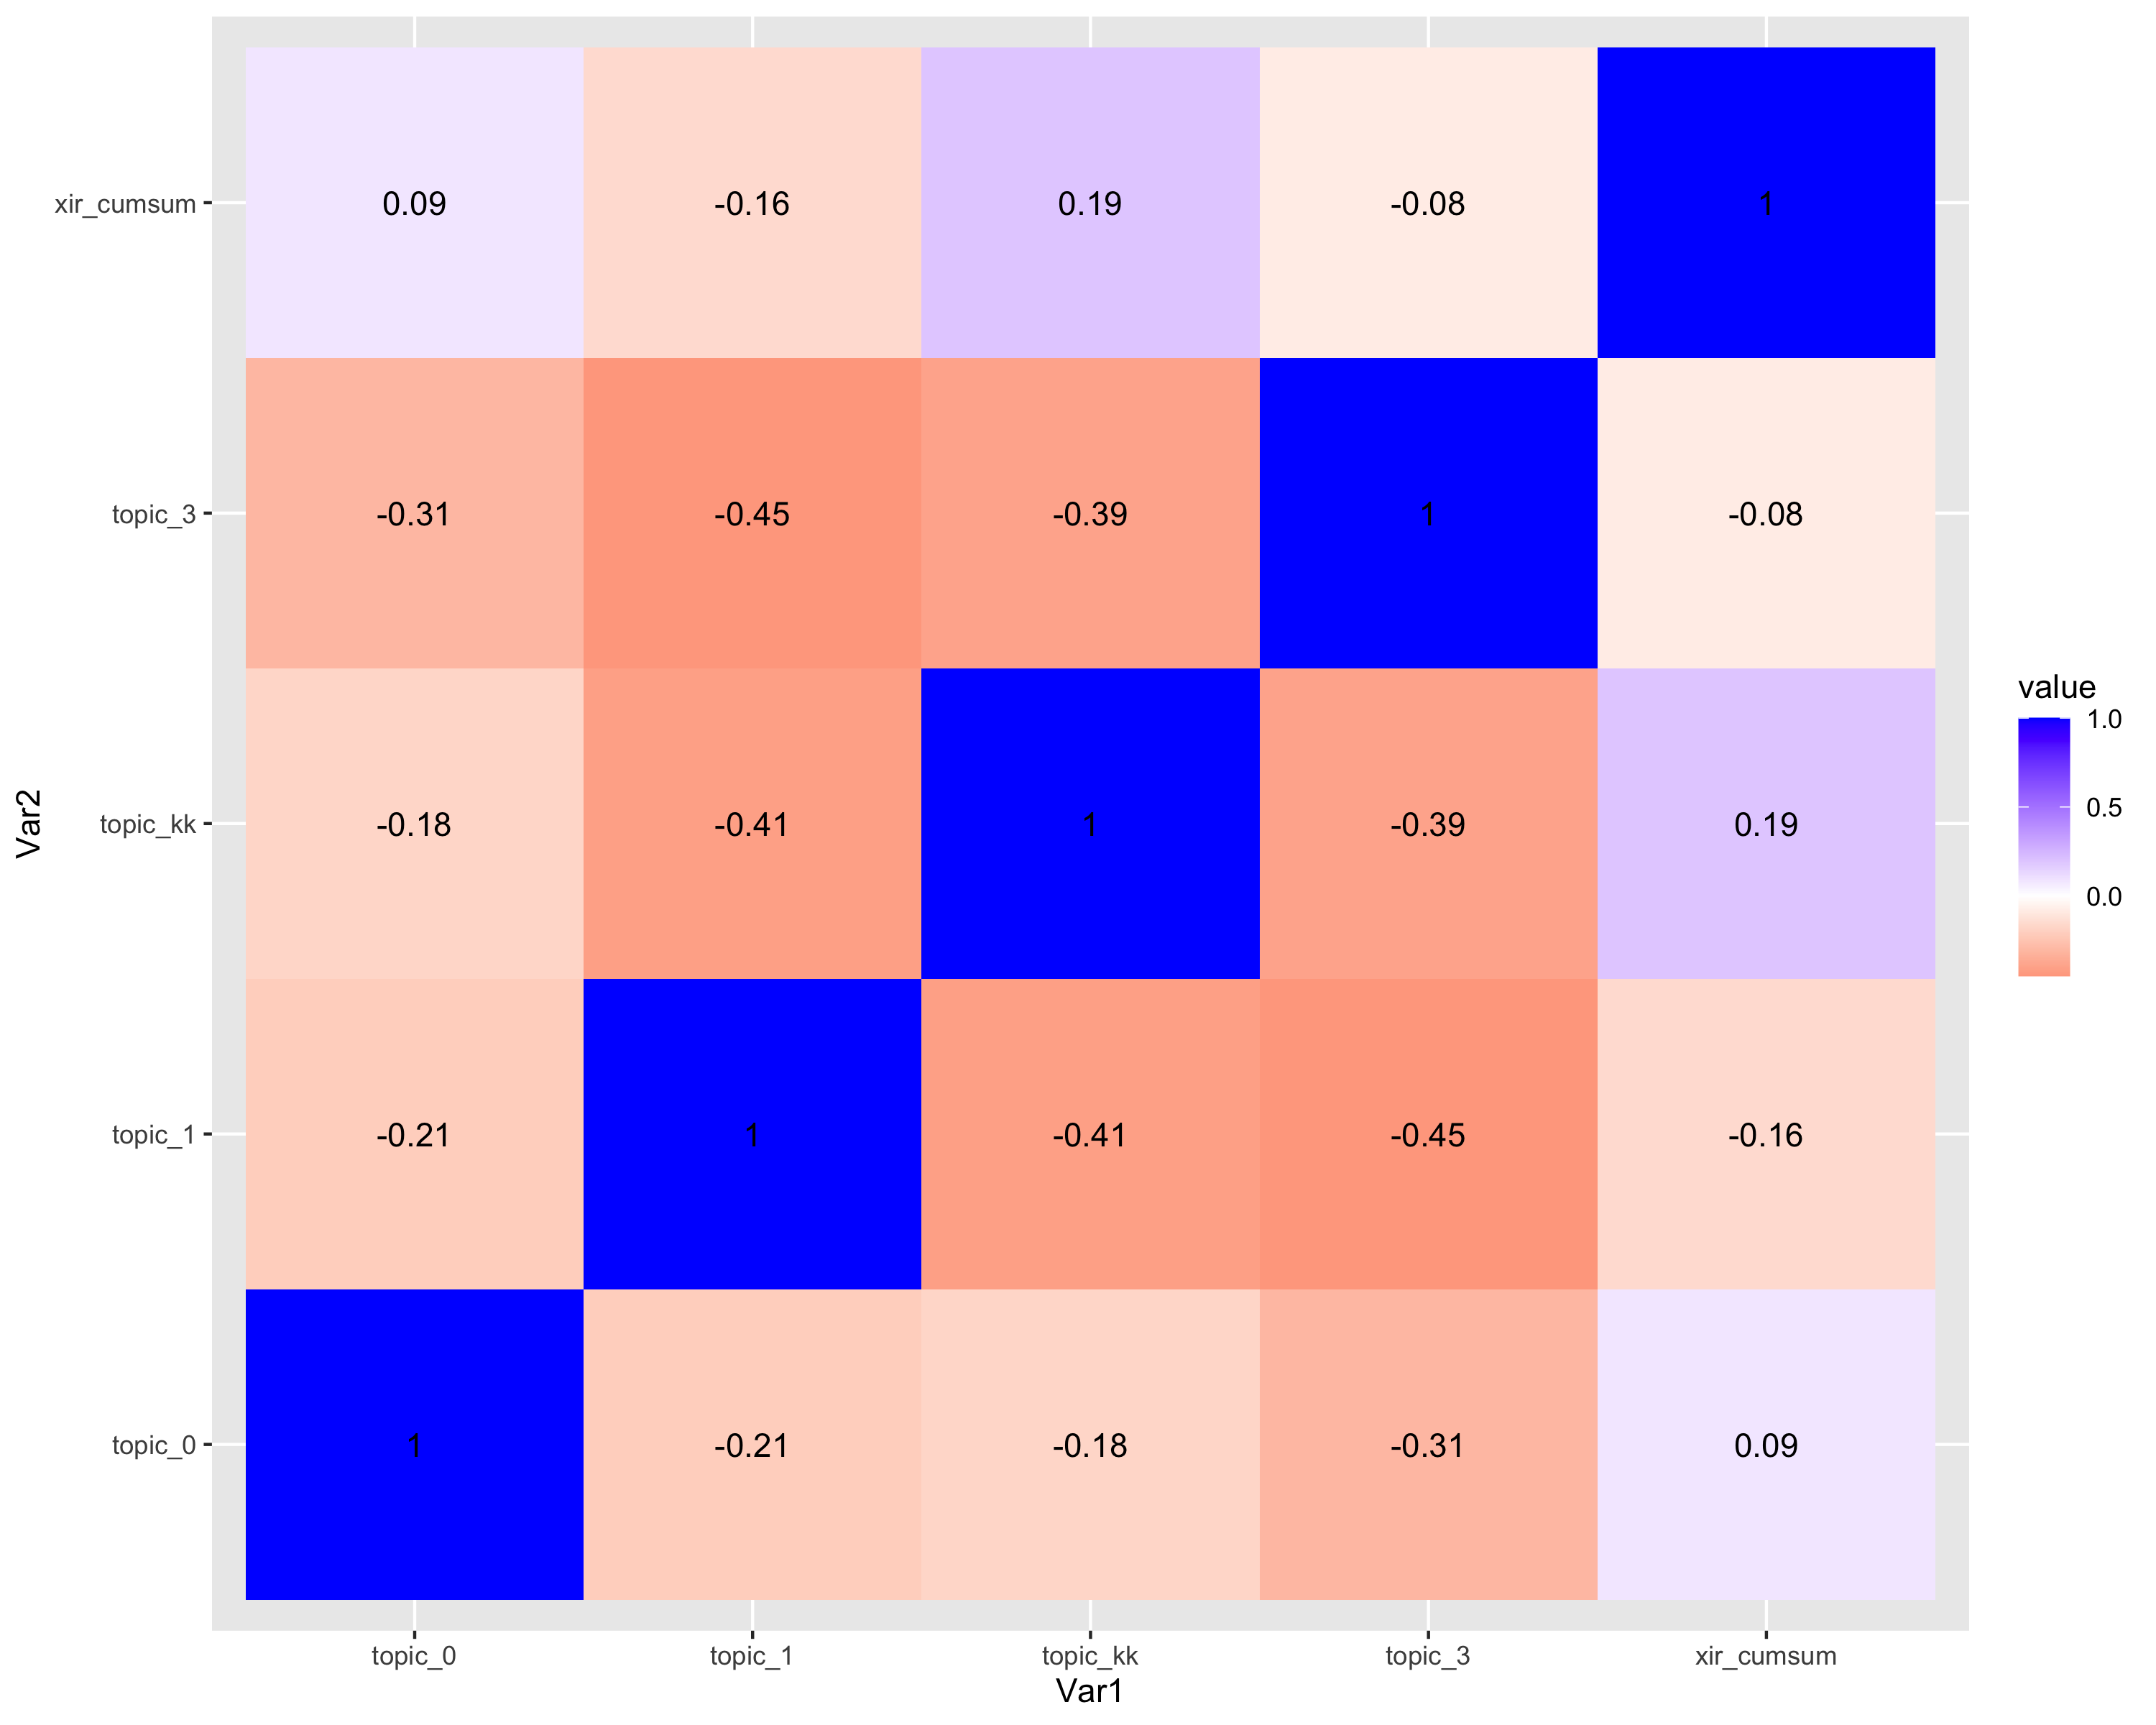 xir_cumsum 0.09 -0.16 0.19 -0.08 1
topic_3 -0.31 -0.45 -0.39 1 -0.08
topic_kk -0.18 -0.41 1 -0.39 0.19
topic_1 -0.21 1 -0.41 -0.45 -0.16
topic_0 1 -0.21 -0.18 -0.31 0.09
topic_0 topic_1 topic_kk topic_3 xir_cumsum
Var1
Var2
value
1.0
0.5
0.0